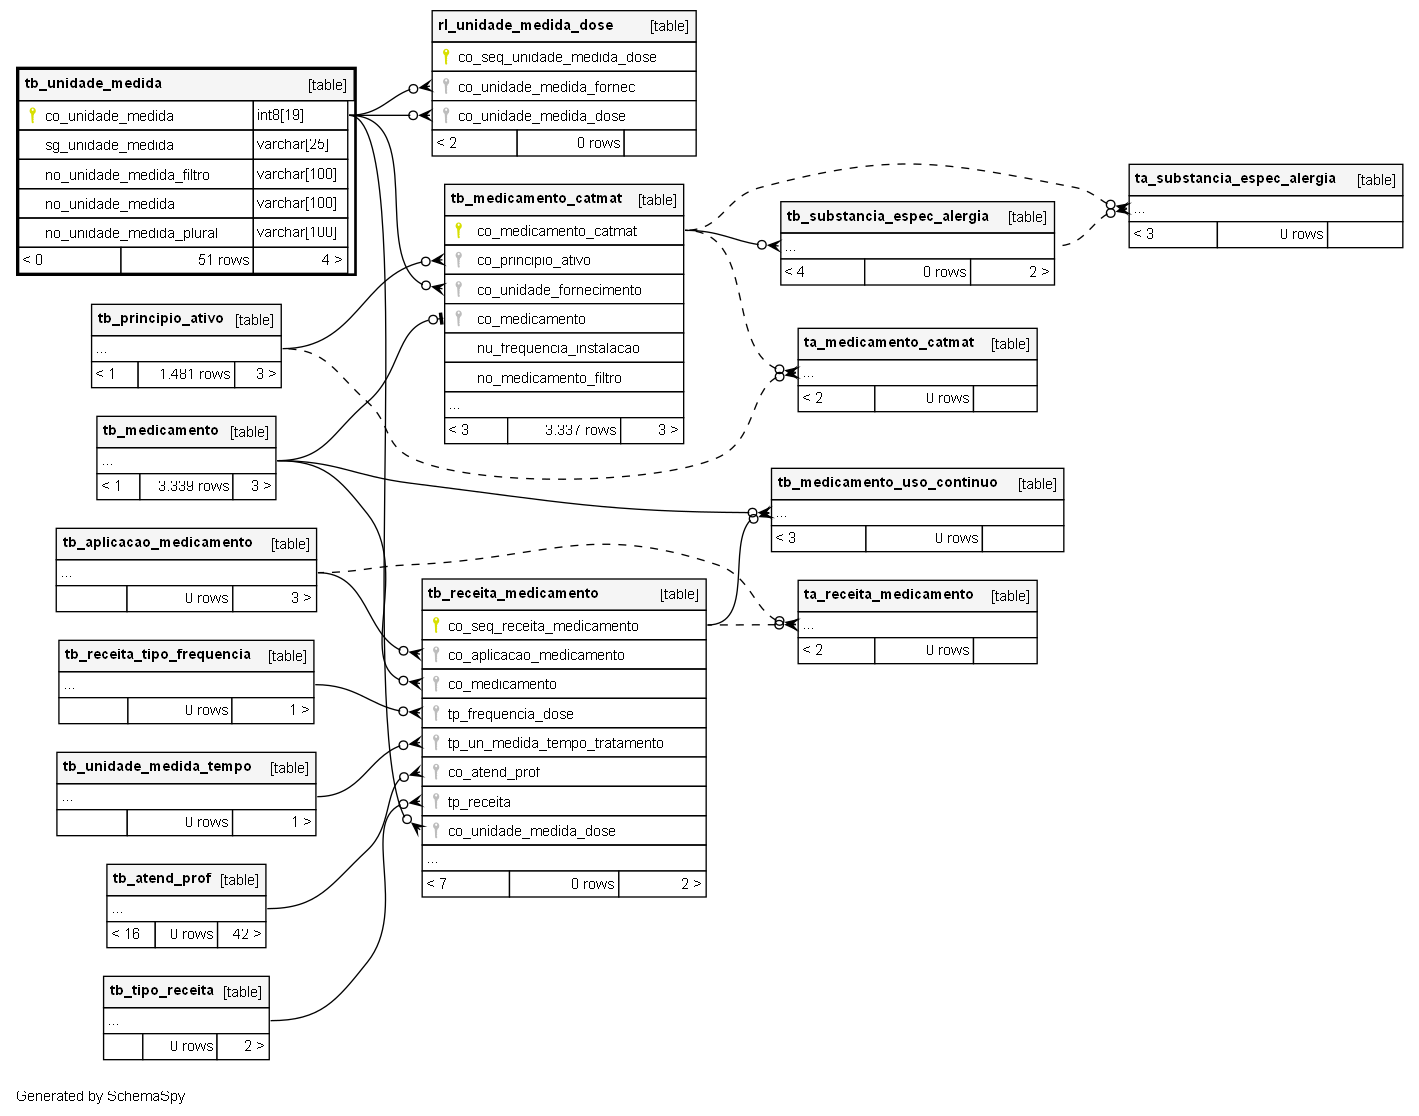 rl_unidade_medida_dose [table]
co_seq_unidade_medida_dose
co_unidade_medida_fornec
co_unidade_medida_dose
< 2 0 rows
tb_unidade_medida [table]
co_unidade_medida int8[19]
sg_unidade_medida varchar[25]
no_unidade_medida_filtro varchar[100]
no_unidade_medida varchar[100]
no_unidade_medida_plural varchar[100]
< 0 51 rows 4 >
tb_medicamento_catmat [table]
co_medicamento_catmat
co_principio_ativo
co_unidade_fornecimento
co_medicamento
nu_frequencia_instalacao
no_medicamento_filtro
...
< 3 3.337 rows 3 >
tb_substancia_espec_alergia [table]
...
< 4 0 rows 2 >
ta_substancia_espec_alergia [table]
...
< 3 0 rows
tb_principio_ativo [table]
...
< 1 1.481 rows 3 >
ta_medicamento_catmat [table]
...
< 2 0 rows
tb_medicamento [table]
...
< 1 3.339 rows 3 >
tb_medicamento_uso_continuo [table]
...
< 3 0 rows
tb_aplicacao_medicamento [table]
...
0 rows 3 >
tb_receita_medicamento [table]
co_seq_receita_medicamento
co_aplicacao_medicamento
co_medicamento
tp_frequencia_dose
tp_un_medida_tempo_tratamento
co_atend_prof
tp_receita
co_unidade_medida_dose
...
< 7 0 rows 2 >
ta_receita_medicamento [table]
...
< 2 0 rows
tb_receita_tipo_frequencia [table]
...
0 rows 1 >
tb_unidade_medida_tempo [table]
...
0 rows 1 >
tb_atend_prof [table]
...
< 16 0 rows 42 >
tb_tipo_receita [table]
...
0 rows 2 >
Generated by SchemaSpy